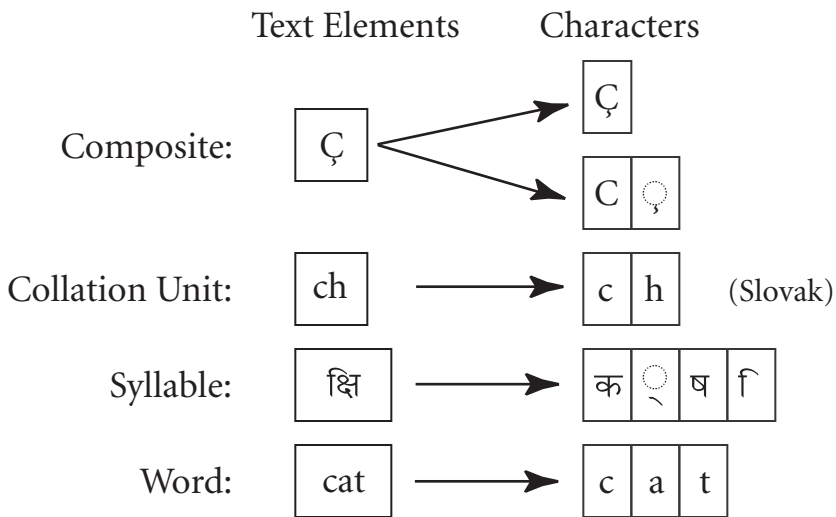 Text Elements Characters
Ç
Composite: Ç
C ◌̧
Collation Unit: ch c h (Slovak)
Syllable: क्षि क ◌् ष ि
Word: cat c a t